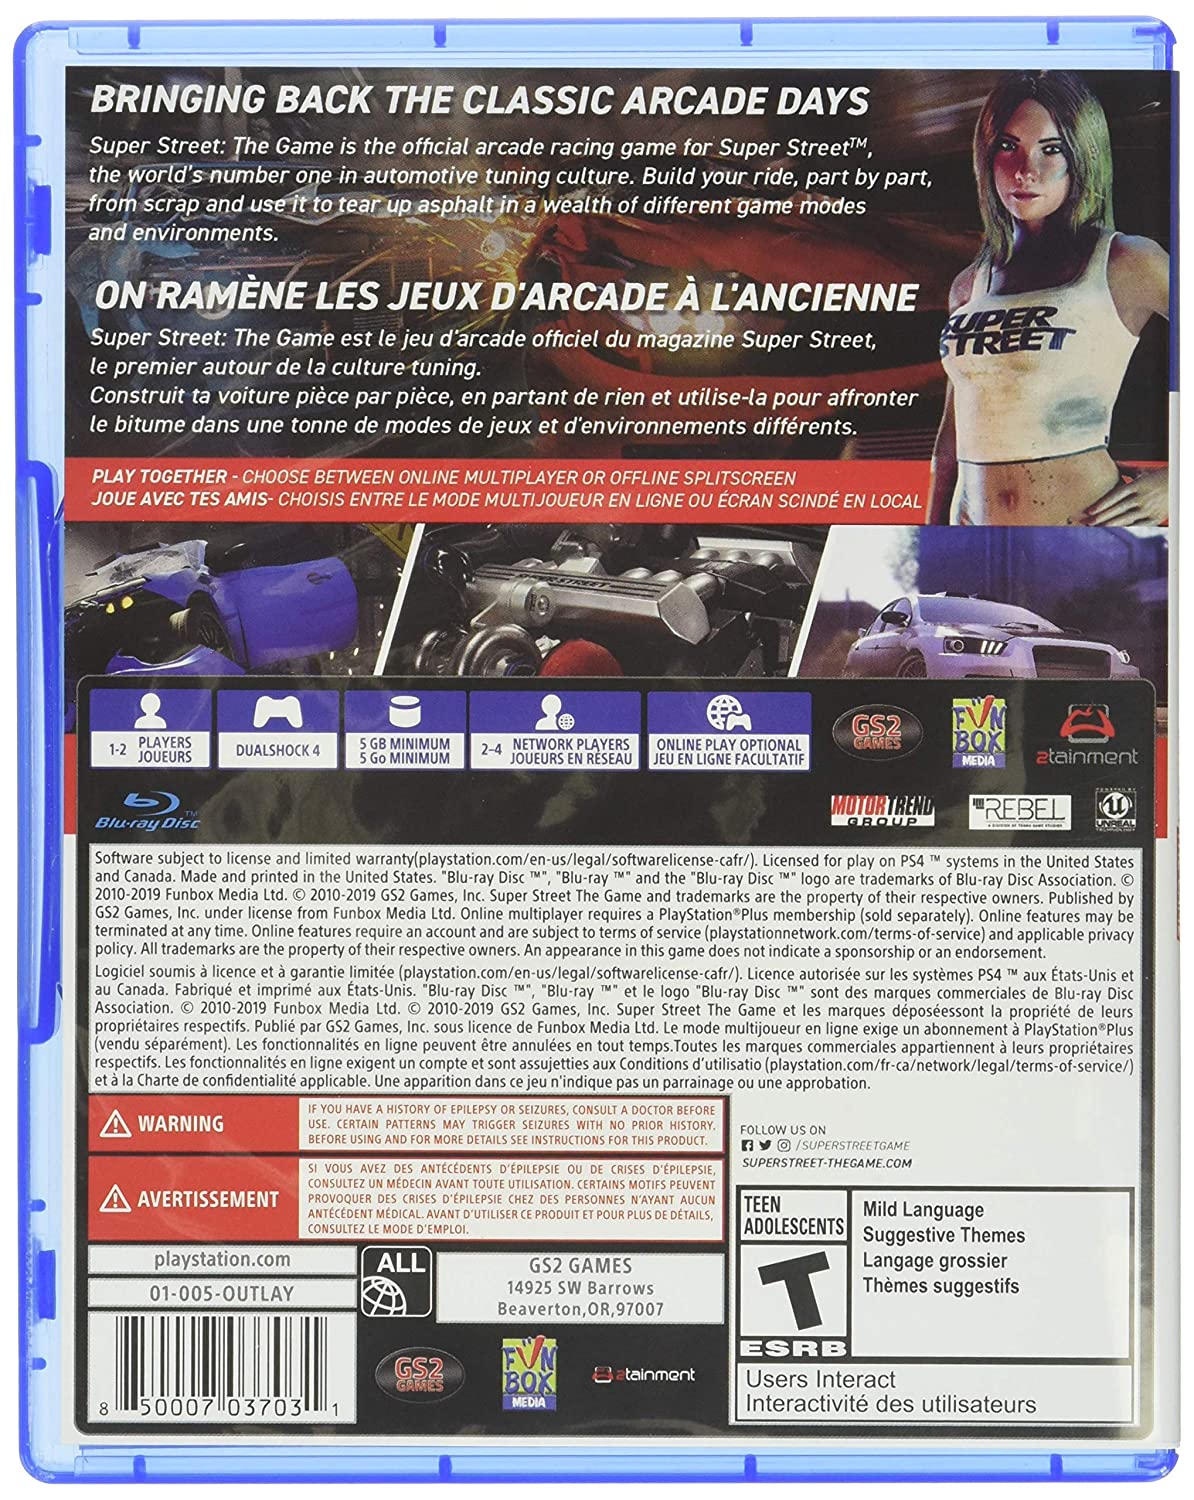 BRINGING BACK THE CLASSIC ARCADE DAYS
Super Street: The Game is the official arcade racing game for Super Street™,
the world's number one in automotive tuning culture. Build your ride, part by part,
from scrap and use it to tear up asphalt in a wealth of different game modes
and environments.
ON RAMÈNE LES JEUX D'ARCADE À L'ANCIENNE
Super Street: The Game est le jeu d'arcade officiel du magazine Super Street,
le premier autour de la culture tuning.
Construit ta voiture pièce par pièce, en partant de rien et utilise-la pour affronter
le bitume dans une tonne de modes de jeux et d'environnements différents.
SUPER
STREET
PLAY TOGETHER - CHOOSE BETWEEN ONLINE MULTIPLAYER OR OFFLINE SPLITSCREEN
JOUE AVEC TES AMIS- CHOISIS ENTRE LE MODE MULTIJOUEUR EN LIGNE OU ÉCRAN SCINDÉ EN LOCAL
SUPER STREET
1-2 PLAYERS
JOUEURS
DUALSHOCK 4
5 GB MINIMUM
5 Go MINIMUM
2-4 NETWORK PLAYERS
JOUEURS EN RÉSEAU
ONLINE PLAY OPTIONAL
JEU EN LIGNE FACULTATIF
GS2
GAMES
FUN
BOX
MEDIA
2tainment
Blu-ray Disc™
MOTORTREND
GROUP
REBEL
A DIVISION OF TEAM6 GAME STUDIOS
POWERED BY
UNREAL
TECHNOLOGY
Software subject to license and limited warranty(playstation.com/en-us/legal/softwarelicense-cafr/). Licensed for play on PS4 ™ systems in the United States
and Canada. Made and printed in the United States. "Blu-ray Disc ™", "Blu-ray ™" and the "Blu-ray Disc ™" logo are trademarks of Blu-ray Disc Association. ©
2010-2019 Funbox Media Ltd. © 2010-2019 GS2 Games, Inc. Super Street The Game and trademarks are the property of their respective owners. Published by
GS2 Games, Inc. under license from Funbox Media Ltd. Online multiplayer requires a PlayStation®Plus membership (sold separately). Online features may be
terminated at any time. Online features require an account and are subject to terms of service (playstationnetwork.com/terms-of-service) and applicable privacy
policy. All trademarks are the property of their respective owners. An appearance in this game does not indicate a sponsorship or an endorsement.
Logiciel soumis à licence et à garantie limitée (playstation.com/en-us/legal/softwarelicense-cafr/). Licence autorisée sur les systèmes PS4 ™ aux États-Unis et
au Canada. Fabriqué et imprimé aux États-Unis. "Blu-ray Disc ™", "Blu-ray ™" et le logo "Blu-ray Disc ™" sont des marques commerciales de Blu-ray Disc
Association. © 2010-2019 Funbox Media Ltd. © 2010-2019 GS2 Games, Inc. Super Street The Game et les marques déposéessont la propriété de leurs
propriétaires respectifs. Publié par GS2 Games, Inc. sous licence de Funbox Media Ltd. Le mode multijoueur en ligne exige un abonnement à PlayStation®Plus
(vendu séparément). Les fonctionnalités en ligne peuvent être annulées en tout temps.Toutes les marques commerciales appartiennent à leurs propriétaires
respectifs. Les fonctionnalités en ligne exigent un compte et sont assujetties aux Conditions d'utilisatio (playstation.com/fr-ca/network/legal/terms-of-service/)
et à la Charte de confidentialité applicable. Une apparition dans ce jeu n'indique pas un parrainage ou une approbation.
WARNING
IF YOU HAVE A HISTORY OF EPILEPSY OR SEIZURES, CONSULT A DOCTOR BEFORE
USE. CERTAIN PATTERNS MAY TRIGGER SEIZURES WITH NO PRIOR HISTORY.
BEFORE USING AND FOR MORE DETAILS SEE INSTRUCTIONS FOR THIS PRODUCT.
AVERTISSEMENT
SI VOUS AVEZ DES ANTÉCÉDENTS D'ÉPILEPSIE OU DE CRISES D'ÉPILEPSIE,
CONSULTEZ UN MÉDECIN AVANT TOUTE UTILISATION. CERTAINS MOTIFS PEUVENT
PROVOQUER DES CRISES D'ÉPILEPSIE CHEZ DES PERSONNES N'AYANT AUCUN
ANTÉCÉDENT MÉDICAL. AVANT D'UTILISER CE PRODUIT ET POUR PLUS DE DÉTAILS,
CONSULTEZ LE MODE D'EMPLOI.
FOLLOW US ON
/SUPERSTREETGAME
SUPERSTREET-THEGAME.COM
TEEN
ADOLESCENTS
T
ESRB
Mild Language
Suggestive Themes
Langage grossier
Thèmes suggestifs
Users Interact
Interactivité des utilisateurs
playstation.com
01-005-OUTLAY
ALL
GS2 GAMES
14925 SW Barrows
Beaverton,OR,97007
8 50007 03703 1
GS2
GAMES
FUN
BOX
MEDIA
2tainment